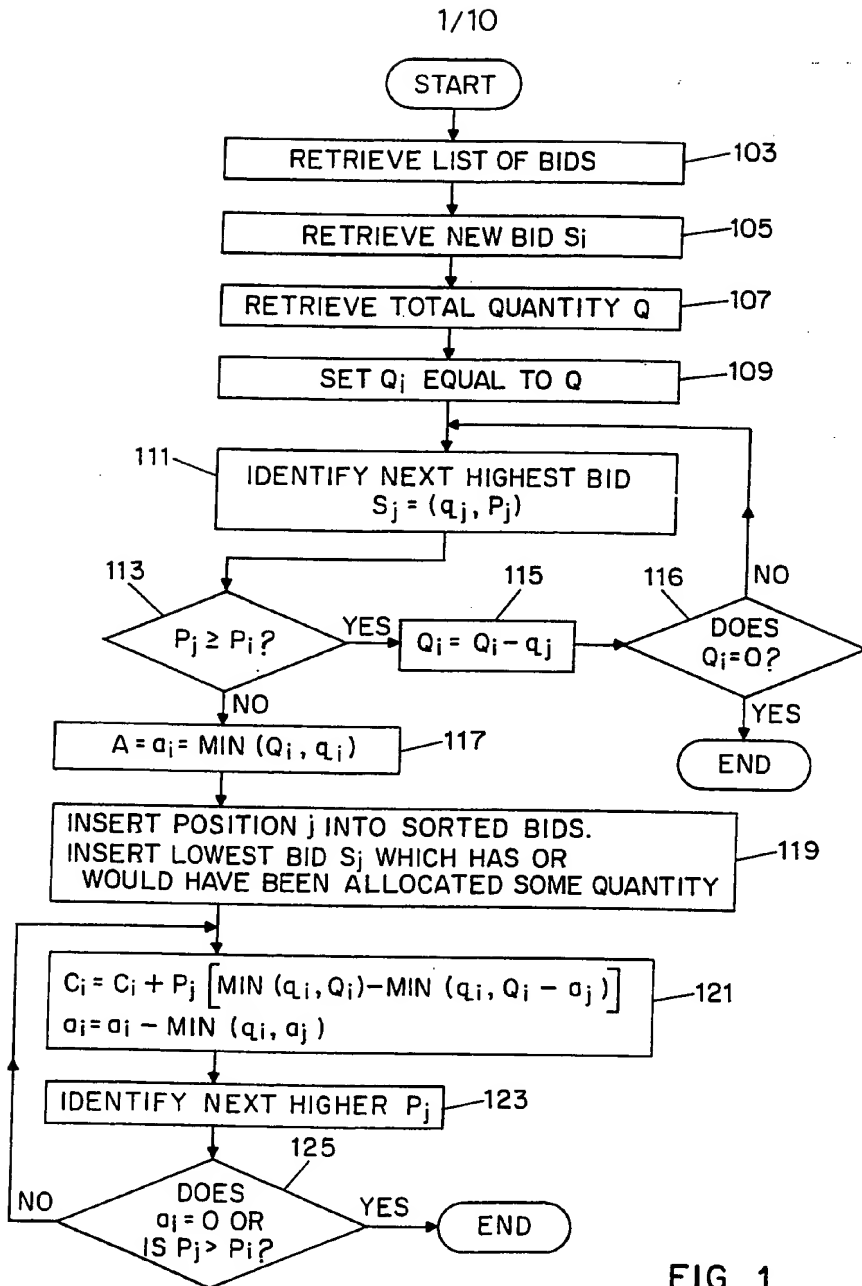 1/10
START
RETRIEVE LIST OF BIDS
103
RETRIEVE NEW BID Si
105
RETRIEVE TOTAL QUANTITY Q
107
SET Qi EQUAL TO Q
109
111
IDENTIFY NEXT HIGHEST BID
Sj = (qj, Pj)
113
Pj ≥ Pi?
YES
115
Qi = Qi - qj
116
DOES
Qi=0?
NO
YES
END
NO
A = ai = MIN (Qi, qi)
117
INSERT POSITION j INTO SORTED BIDS.
INSERT LOWEST BID Sj WHICH HAS OR
WOULD HAVE BEEN ALLOCATED SOME QUANTITY
119
Ci = Ci + Pj [MIN (qi, Qi)-MIN (qi, Qi - aj)]
ai = ai - MIN (qi, aj)
121
IDENTIFY NEXT HIGHER Pj
123
125
DOES
ai = 0 OR
IS Pj > Pi?
NO
YES
END
FIG. 1